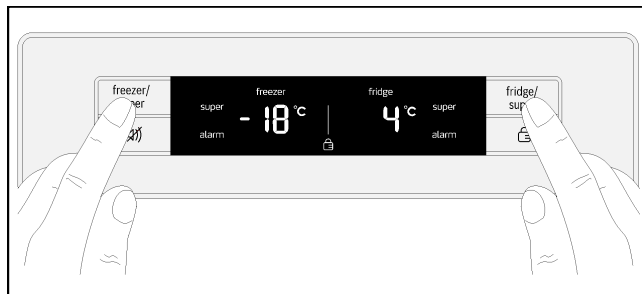 freezer/
freezer
super
-18 °C
alarm
fridge
4 °C
super
alarm
fridge/